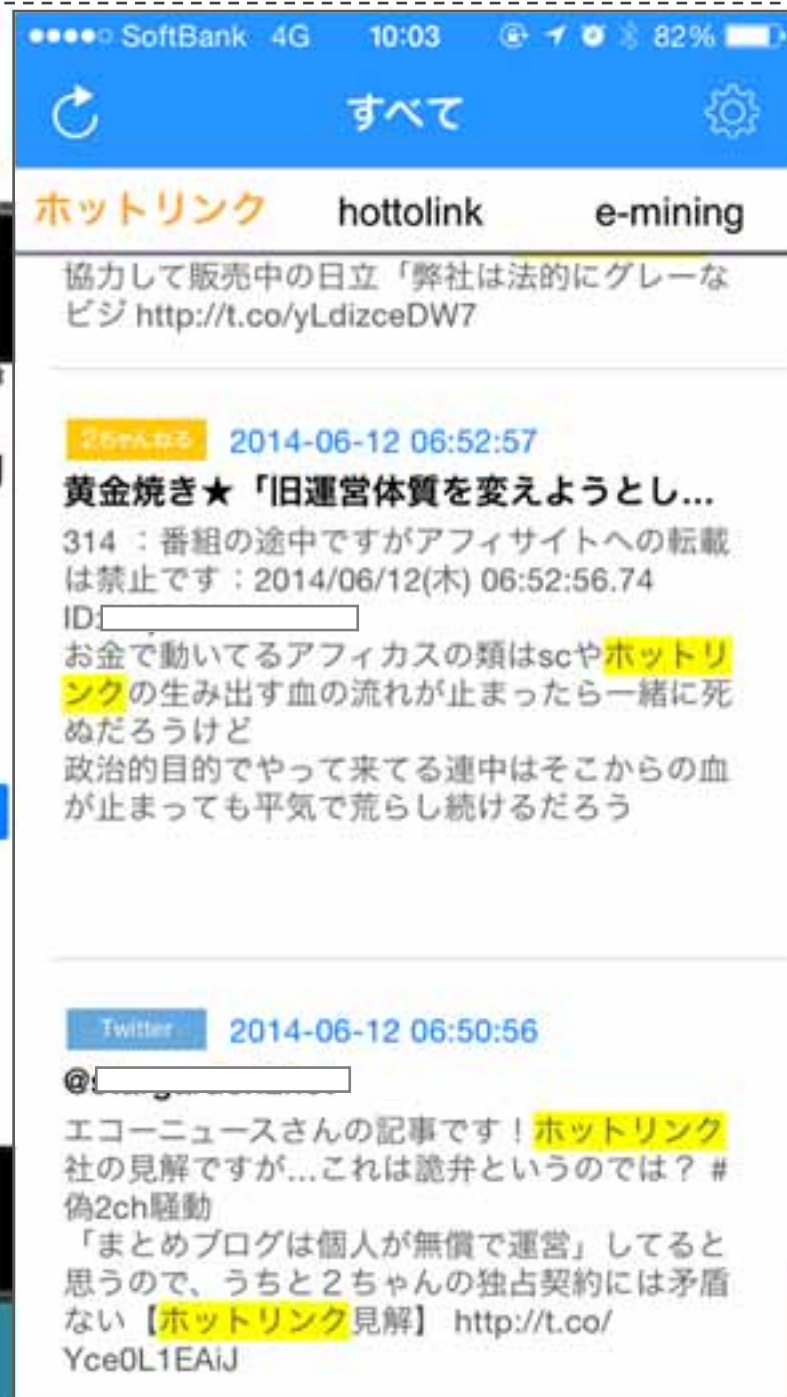 SoftBank 4G 10:03 82%
すべて
ホットリンク hottolink e-mining
協力して販売中の日立「弊社は法的にグレーな
ビジ http://t.co/yLdizceDW7
2ちゃんねる 2014-06-12 06:52:57
黄金焼き★「旧運営体質を変えようとし...
314 ：番組の途中ですがアフィサイトへの転載
は禁止です：2014/06/12(木) 06:52:56.74
ID:
お金で動いてるアフィカスの類はscやホットリ
ンクの生み出す血の流れが止まったら一緒に死
ぬだろうけど
政治的目的でやって来てる連中はそこからの血
が止まっても平気で荒らし続けるだろう
Twitter 2014-06-12 06:50:56
@
エコーニュースさんの記事です！ホットリンク
社の見解ですが...これは詭弁というのでは？ #
偽2ch騒動
「まとめブログは個人が無償で運営」してると
思うので、うちと２ちゃんの独占契約には矛盾
ない【ホットリンク見解】 http://t.co/
Yce0L1EAiJ